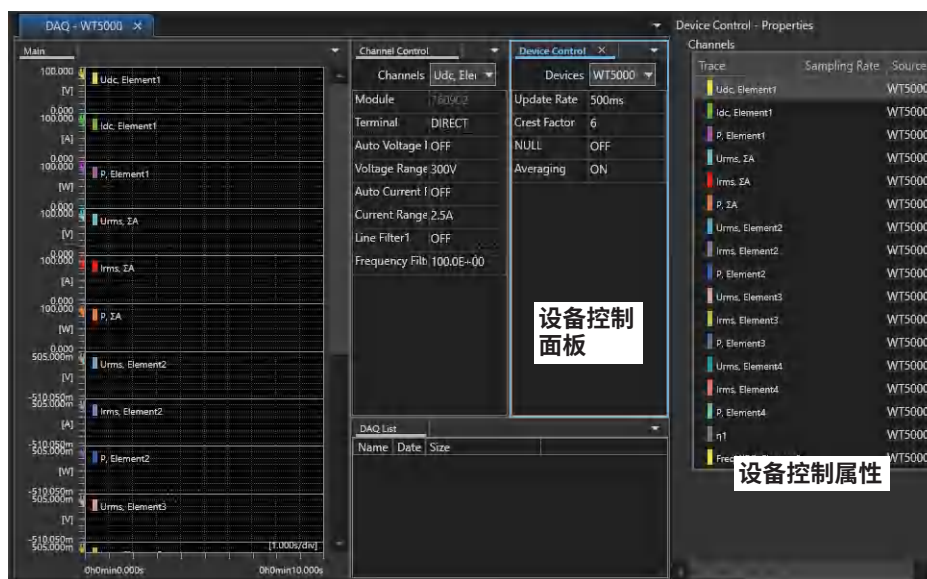 DAQ - WT5000
Main
100.000
[V]
Udc, Element1
0.000
100.000
[A]
Idc, Element1
0.000
100.000
[W]
P, Element1
0.000
100.000
[V]
Urms, ΣA
0.000
100.000
[A]
Irms, ΣA
0.000
100.000
[W]
P, ΣA
0.000
505.000m
[V]
Urms, Element2
-510.050m
505.000m
[A]
Irms, Element2
-510.050m
505.000m
[W]
P, Element2
-510.050m
505.000m
[V]
Urms, Element3
-510.050m
505.000m
[1.000s/div]
0h0min0.000s
0h0min10.000s
Channel Control
Channels Udc, Eler
Module 760902
Terminal DIRECT
Auto Voltage I OFF
Voltage Range 300V
Auto Current I OFF
Current Range 2.5A
Line Filter1 OFF
Frequency Filt 100.0E+00
Device Control
Devices WT5000
Update Rate 500ms
Crest Factor 6
NULL OFF
Averaging ON
设备控制
面板
DAQ List
Name Date Size
Device Control - Properties
Channels
Trace Sampling Rate Source
Udc, Element1 WT5000
Idc, Element1 WT5000
P, Element1 WT5000
Urms, ΣA WT5000
Irms, ΣA WT5000
P, ΣA WT5000
Urms, Element2 WT5000
Irms, Element2 WT5000
P, Element2 WT5000
Urms, Element3 WT5000
Irms, Element3 WT5000
P, Element3 WT5000
Urms, Element4 WT5000
Irms, Element4 WT5000
P, Element4 WT5000
η1 WT5000
WT5000
设备控制属性